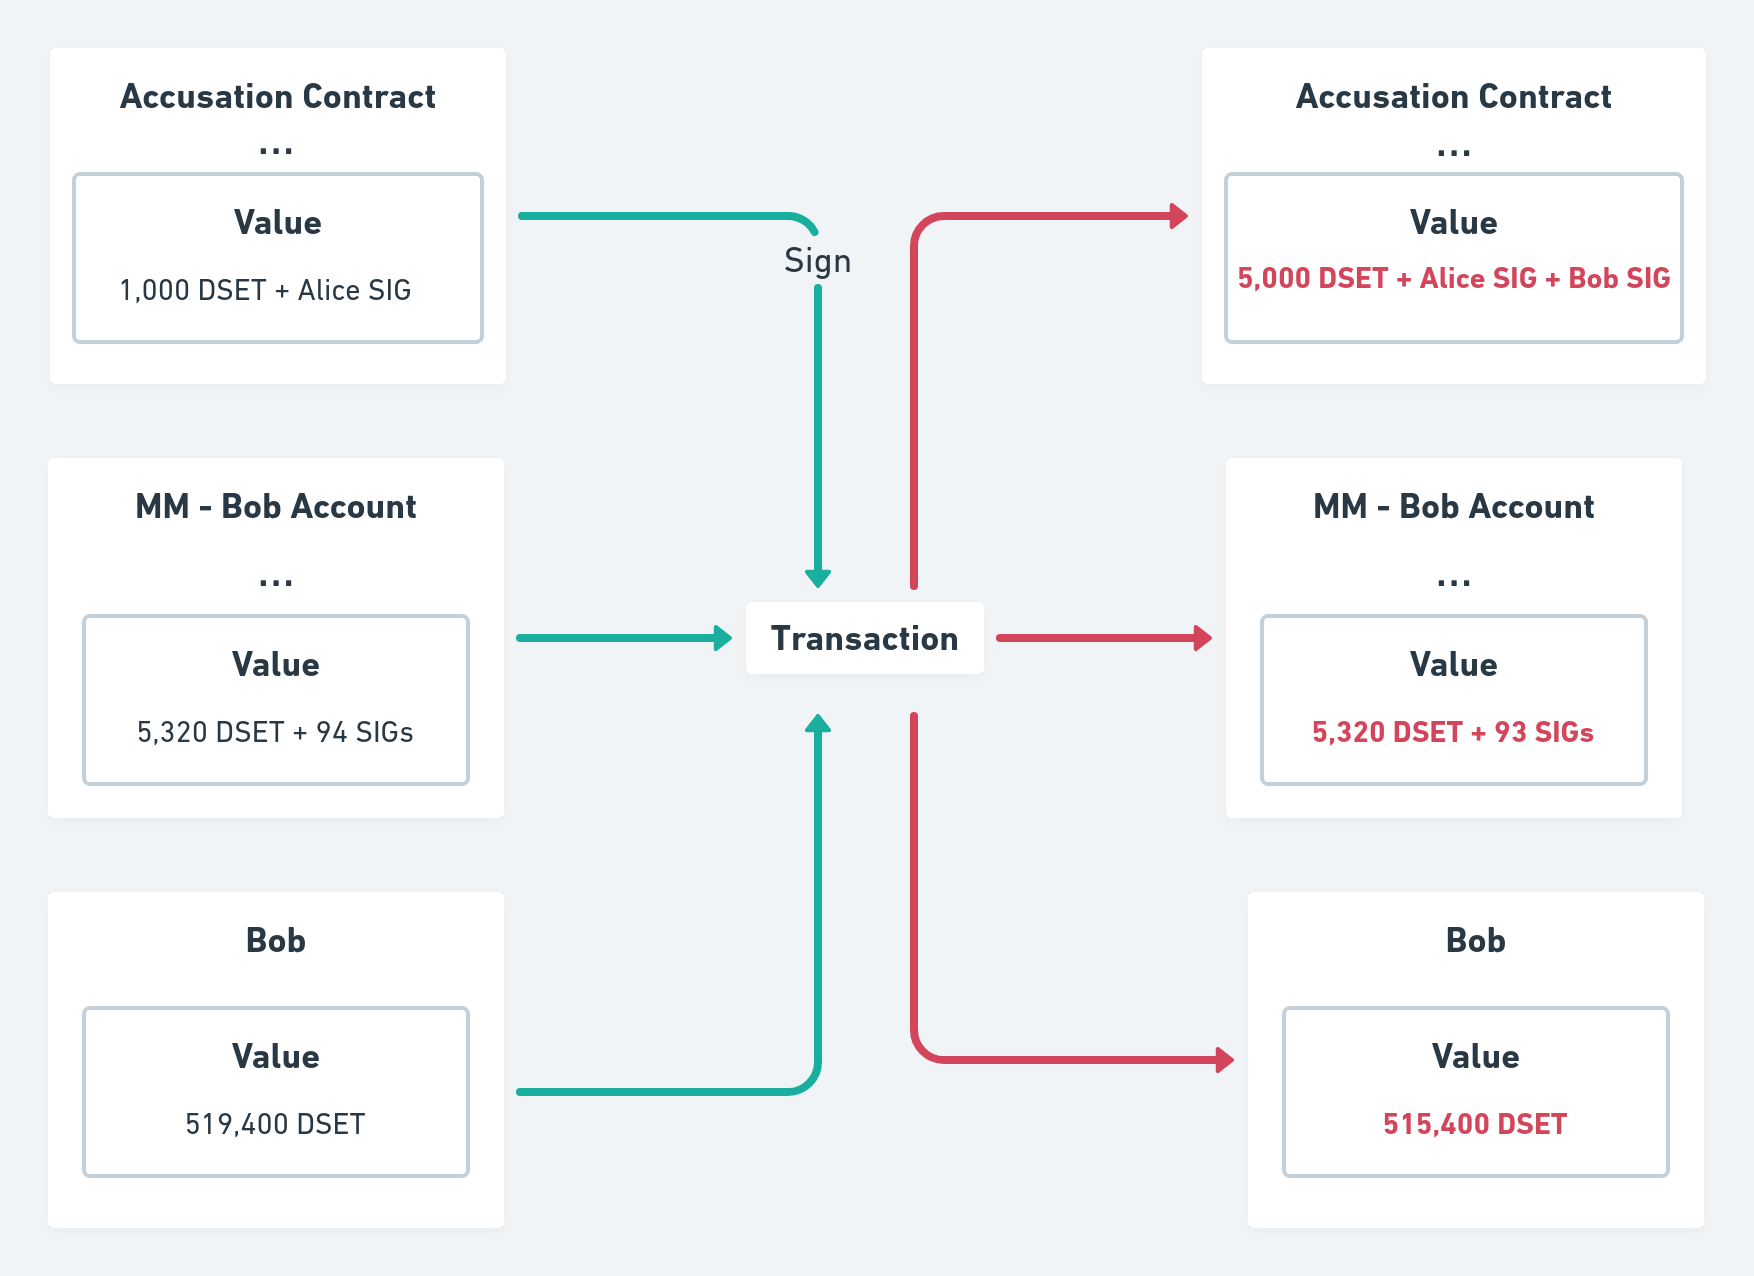 Accusation Contract
...
Value
1,000 DSET + Alice SIG
Sign
Accusation Contract
...
Value
5,000 DSET + Alice SIG + Bob SIG
MM - Bob Account
...
Value
5,320 DSET + 94 SIGs
Transaction
MM - Bob Account
...
Value
5,320 DSET + 93 SIGs
Bob
Value
519,400 DSET
Bob
Value
515,400 DSET